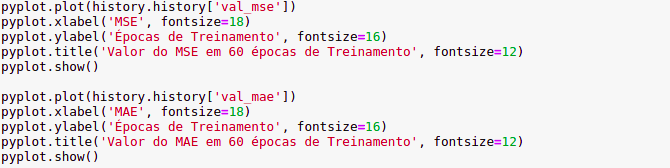 pyplot.plot(history.history['val_mse'])
pyplot.xlabel('MSE', fontsize=18)
pyplot.ylabel('Épocas de Treinamento', fontsize=16)
pyplot.title('Valor do MSE em 60 épocas de Treinamento', fontsize=12)
pyplot.show()
pyplot.plot(history.history['val_mae'])
pyplot.xlabel('MAE', fontsize=18)
pyplot.ylabel('Épocas de Treinamento', fontsize=16)
pyplot.title('Valor do MAE em 60 épocas de Treinamento', fontsize=12)
pyplot.show()